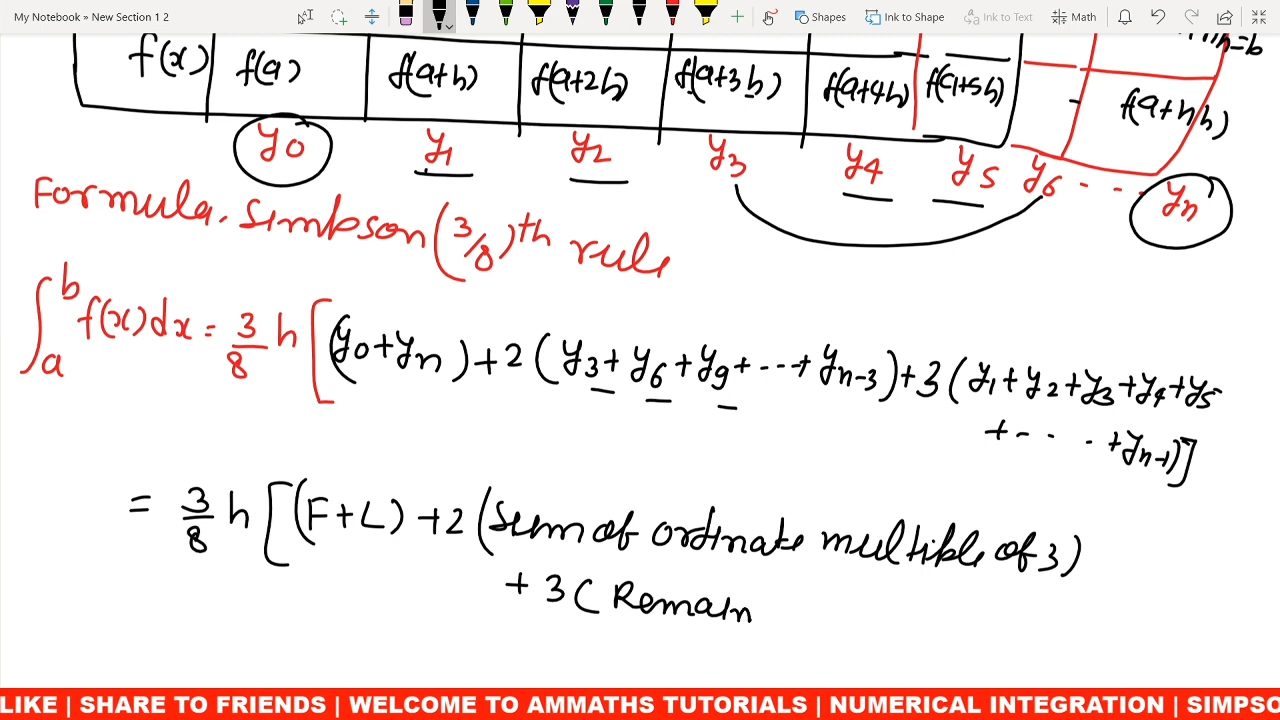 My Notebook » New Section 1 2
Shapes Ink to Shape Ink to Text Math
f(x) f(a) f(a+h) f(a+2h) f(a+3h) f(a+4h) f(a+5h) - f(a+nh)
y0 y1 y2 y3 y4 y5 y6 . . . . yn
Formula. Simpson (3/8)th rule
∫_a^b f(x)dx = 3/8 h [(y0+yn)+2(y3+y6+y9+---+yn-3)+3(y1+y2+y3+y4+y5
+- . . . +yn-1)]
= 3/8 h [(F+L)+2(Sum of ordinate multiple of 3)
+ 3( Remain
LIKE | SHARE TO FRIENDS | WELCOME TO AMMATHS TUTORIALS | NUMERICAL INTEGRATION | SIMPSO